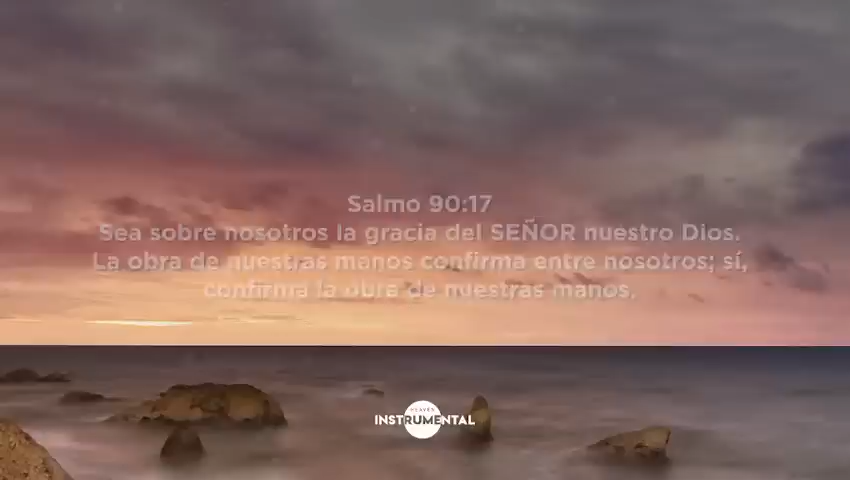 Salmo 90:17
Sea sobre nosotros la gracia del SEÑOR nuestro Dios.
La obra de nuestras manos confirma entre nosotros; sí,
confirma la obra de nuestras manos.
HEAVEN
INSTRUMENTAL